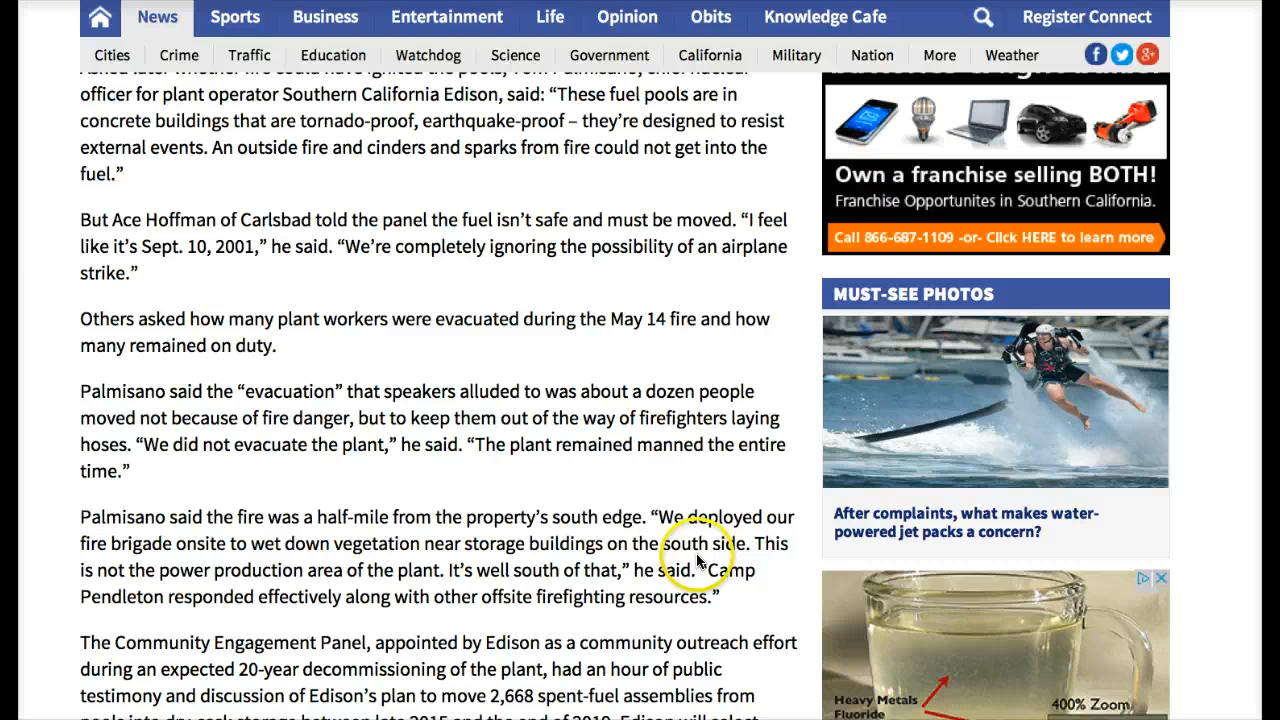 News Sports Business Entertainment Life Opinion Obits Knowledge Cafe Register Connect
Cities Crime Traffic Education Watchdog Science Government California Military Nation More Weather
officer for plant operator Southern California Edison, said: “These fuel pools are in
concrete buildings that are tornado-proof, earthquake-proof – they’re designed to resist
external events. An outside fire and cinders and sparks from fire could not get into the
fuel.”
But Ace Hoffman of Carlsbad told the panel the fuel isn’t safe and must be moved. “I feel
like it’s Sept. 10, 2001,” he said. “We’re completely ignoring the possibility of an airplane
strike.”
Others asked how many plant workers were evacuated during the May 14 fire and how
many remained on duty.
Palmisano said the “evacuation” that speakers alluded to was about a dozen people
moved not because of fire danger, but to keep them out of the way of firefighters laying
hoses. “We did not evacuate the plant,” he said. “The plant remained manned the entire
time.”
Palmisano said the fire was a half-mile from the property’s south edge. “We deployed our
fire brigade onsite to wet down vegetation near storage buildings on the south side. This
is not the power production area of the plant. It’s well south of that,” he said. “Camp
Pendleton responded effectively along with other offsite firefighting resources.”
The Community Engagement Panel, appointed by Edison as a community outreach effort
during an expected 20-year decommissioning of the plant, had an hour of public
testimony and discussion of Edison’s plan to move 2,668 spent-fuel assemblies from
Own a franchise selling BOTH!
Franchise Opportunites in Southern California.
Call 866-687-1109 -or- Click HERE to learn more
MUST-SEE PHOTOS
After complaints, what makes water-
powered jet packs a concern?
Heavy Metals
Fluoride
400% Zoom